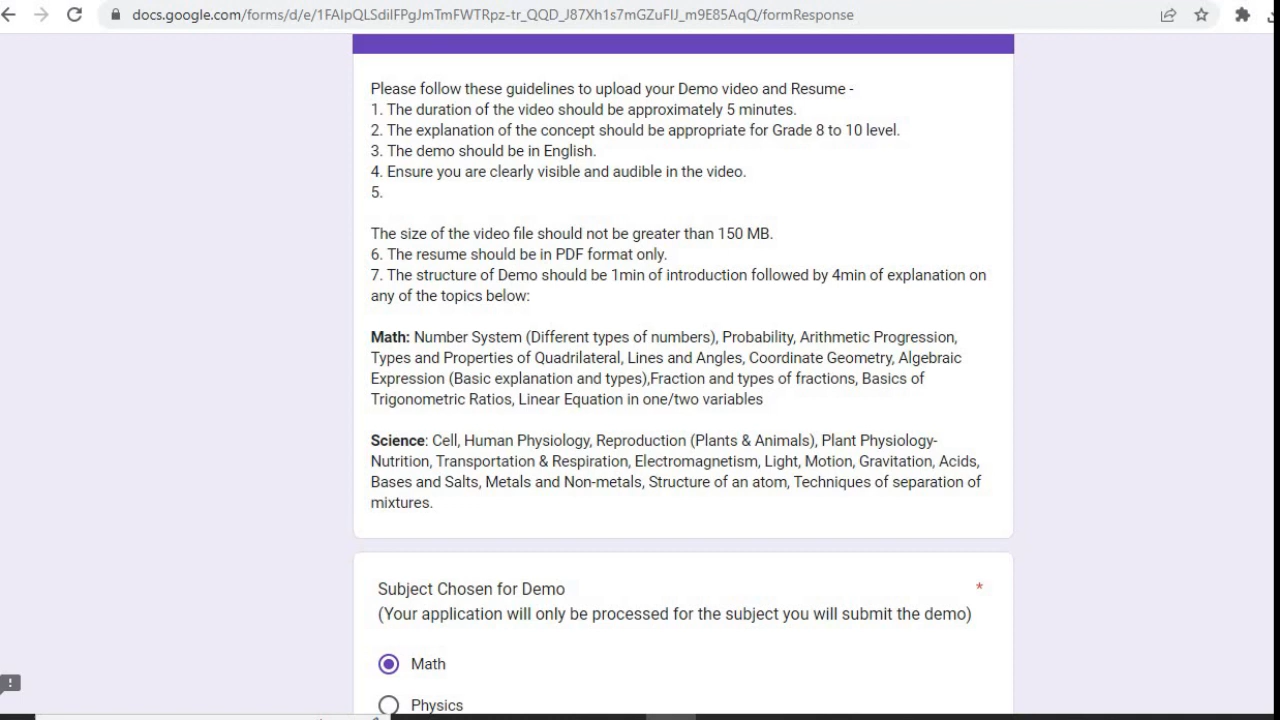 docs.google.com/forms/d/e/1FAIpQLSdiIFPgJmTmFWTRpz-tr_QQD_J87Xh1s7mGZuFIJ_m9E85AqQ/formResponse
Please follow these guidelines to upload your Demo video and Resume -
1. The duration of the video should be approximately 5 minutes.
2. The explanation of the concept should be appropriate for Grade 8 to 10 level.
3. The demo should be in English.
4. Ensure you are clearly visible and audible in the video.
5.
The size of the video file should not be greater than 150 MB.
6. The resume should be in PDF format only.
7. The structure of Demo should be 1min of introduction followed by 4min of explanation on
any of the topics below:
Math: Number System (Different types of numbers), Probability, Arithmetic Progression,
Types and Properties of Quadrilateral, Lines and Angles, Coordinate Geometry, Algebraic
Expression (Basic explanation and types),Fraction and types of fractions, Basics of
Trigonometric Ratios, Linear Equation in one/two variables
Science: Cell, Human Physiology, Reproduction (Plants & Animals), Plant Physiology-
Nutrition, Transportation & Respiration, Electromagnetism, Light, Motion, Gravitation, Acids,
Bases and Salts, Metals and Non-metals, Structure of an atom, Techniques of separation of
mixtures.
Subject Chosen for Demo *
(Your application will only be processed for the subject you will submit the demo)
Math
Physics